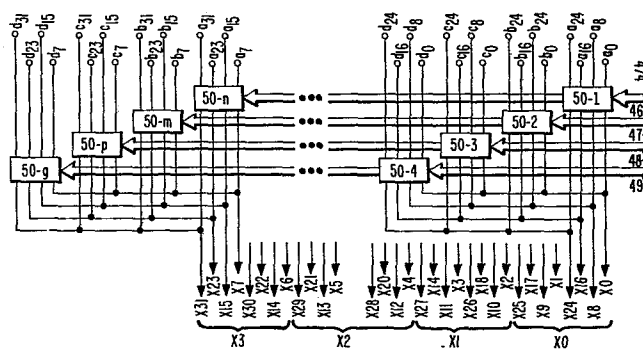 d31 d15 c31 c15 b31 b15 a31 a15 d24 d8 c24 c8 b24 b8 a24 a8
d23 d7 c23 c7 b23 b7 a23 a7 d16 d0 c16 c0 b16 b0 a16 a0
50-n 50-1
46
50-m 50-2
47
50-p 50-3
48
50-g 50-4
49
X31 X23 X15 X7 X30 X22 X14 X6 X29 X21 X13 X5 X28 X20 X12 X4 X27 X14 X11 X3 X26 X18 X10 X2 X25 X17 X9 X1 X24 X16 X8 X0
X3 X2 X1 X0